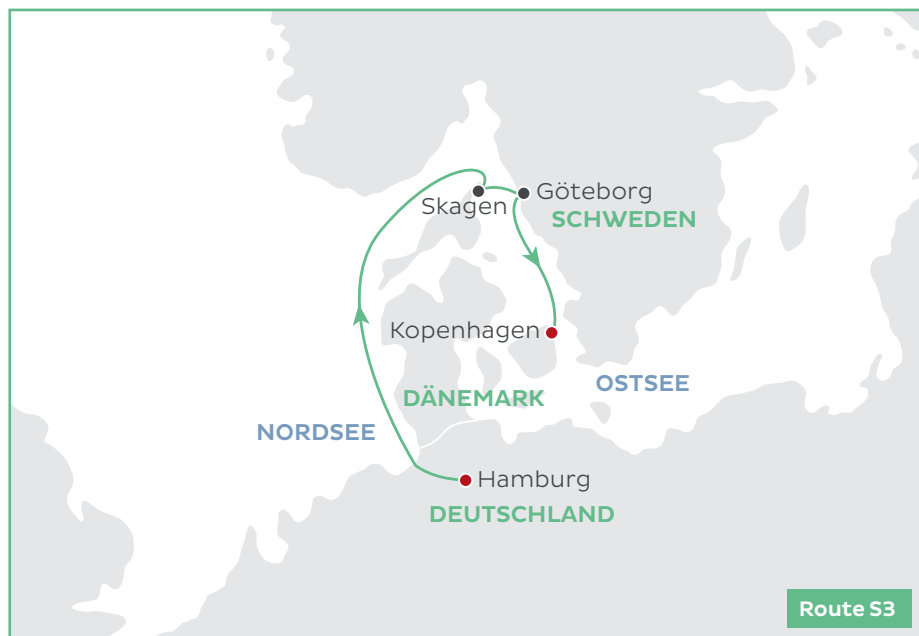 Göteborg
Skagen
SCHWEDEN
Kopenhagen
OSTSEE
DÄNEMARK
NORDSEE
Hamburg
DEUTSCHLAND
Route S3